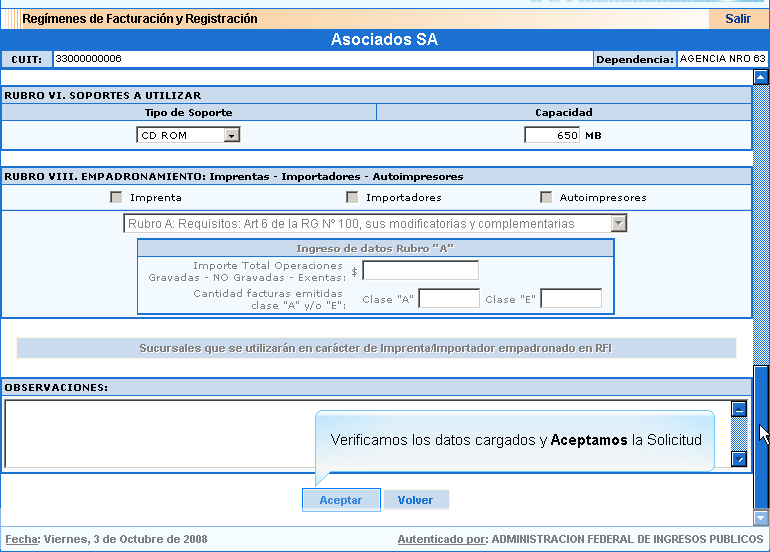 Regímenes de Facturación y Registración
Salir
Asociados SA
CUIT: 33000000006 Dependencia: AGENCIA NRO 63
RUBRO VI. SOPORTES A UTILIZAR
Tipo de Soporte Capacidad
CD ROM 650 MB
RUBRO VIII. EMPADRONAMIENTO: Imprentas - Importadores - Autoimpresores
Imprenta Importadores Autoimpresores
Rubro A: Requisitos: Art 6 de la RG Nº 100, sus modificatorias y complementarias
Ingreso de datos Rubro "A"
Importe Total Operaciones
Gravadas - NO Gravadas - Exentas: $
Cantidad facturas emitidas
clase "A" y/o "E": Clase "A" Clase "E"
Sucursales que se utilizarán en carácter de Imprenta/Importador empadronado en RFI
OBSERVACIONES:
Verificamos los datos cargados y Aceptamos la Solicitud
Aceptar Volver
Fecha: Viernes, 3 de Octubre de 2008 Autenticado por: ADMINISTRACION FEDERAL DE INGRESOS PUBLICOS